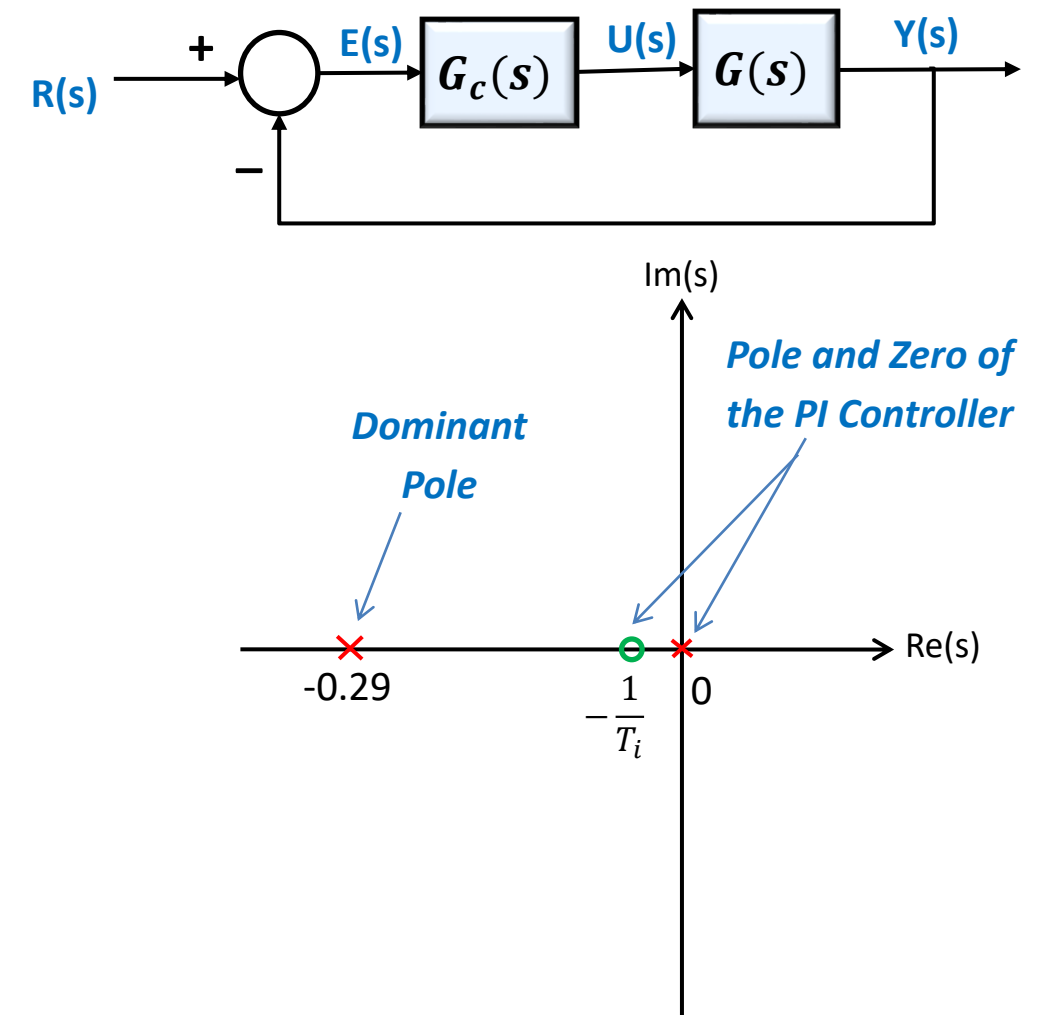 +
E(s)
G_c(s)
U(s)
G(s)
Y(s)
R(s)
−
Im(s)
Pole and Zero of
the PI Controller
Dominant
Pole
Re(s)
-0.29
−1/T_i
0